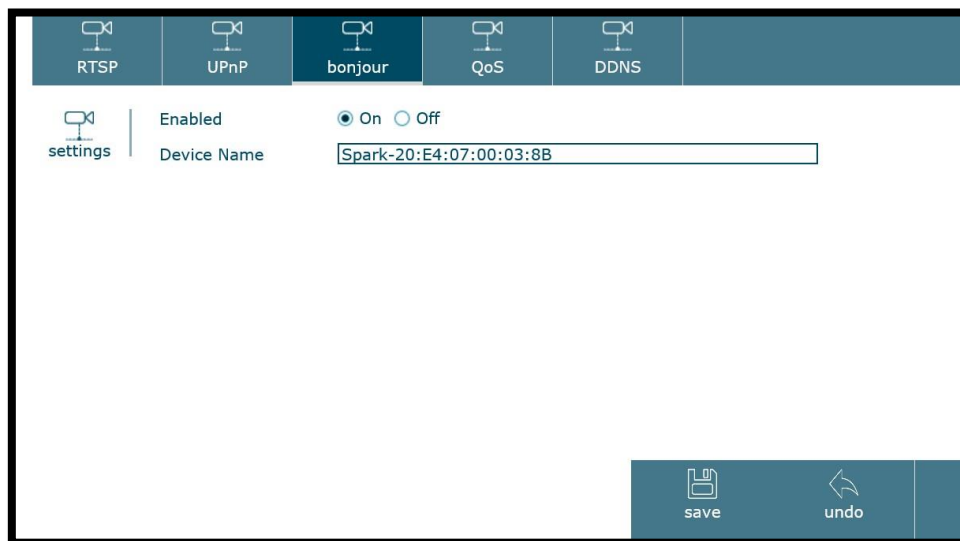 RTSP UPnP bonjour QoS DDNS
settings
Enabled On Off
Device Name Spark-20:E4:07:00:03:8B
save undo